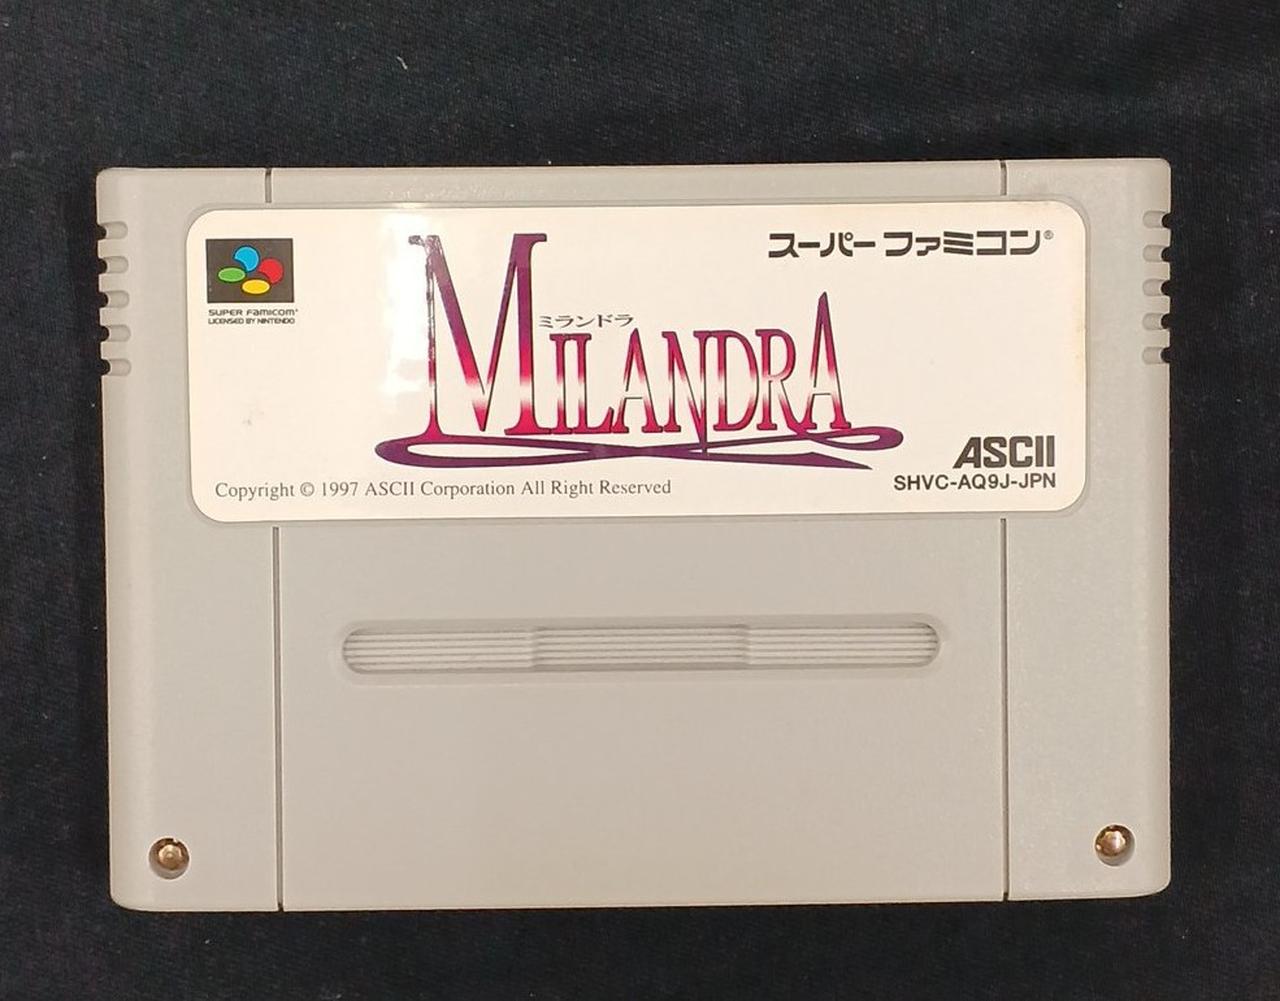 スーパーファミコン®
SUPER FAMICOM®
LICENSED BY NINTENDO
ミランドラ
MILANDRA
ASCII
SHVC-AQ9J-JPN
Copyright © 1997 ASCII Corporation All Right Reserved